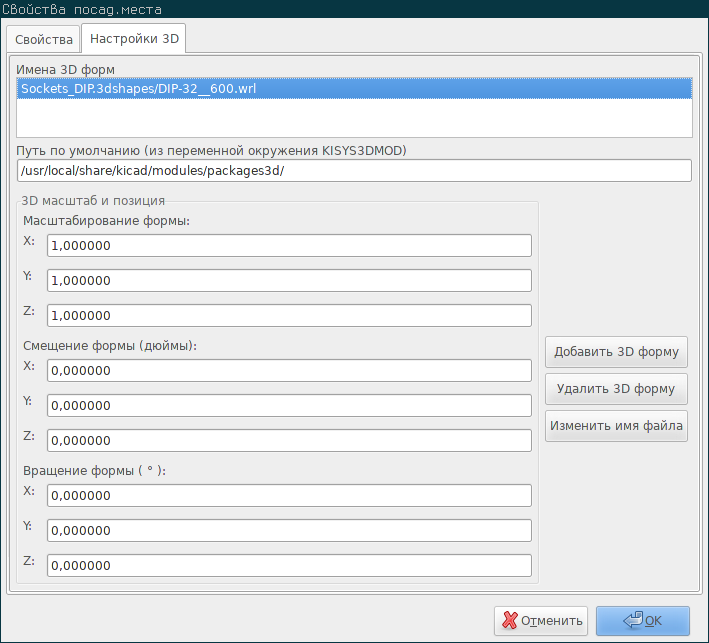 Свойства посад.места
Свойства Настройки 3D
Имена 3D форм
Sockets_DIP.3dshapes/DIP-32__600.wrl
Путь по умолчанию (из переменной окружения KISYS3DMOD)
/usr/local/share/kicad/modules/packages3d/
3D масштаб и позиция
Масштабирование формы:
X: 1,000000
Y: 1,000000
Z: 1,000000
Смещение формы (дюймы):
X: 0,000000
Y: 0,000000
Z: 0,000000
Вращение формы ( ° ):
X: 0,000000
Y: 0,000000
Z: 0,000000
Добавить 3D форму
Удалить 3D форму
Изменить имя файла
Отменить OK